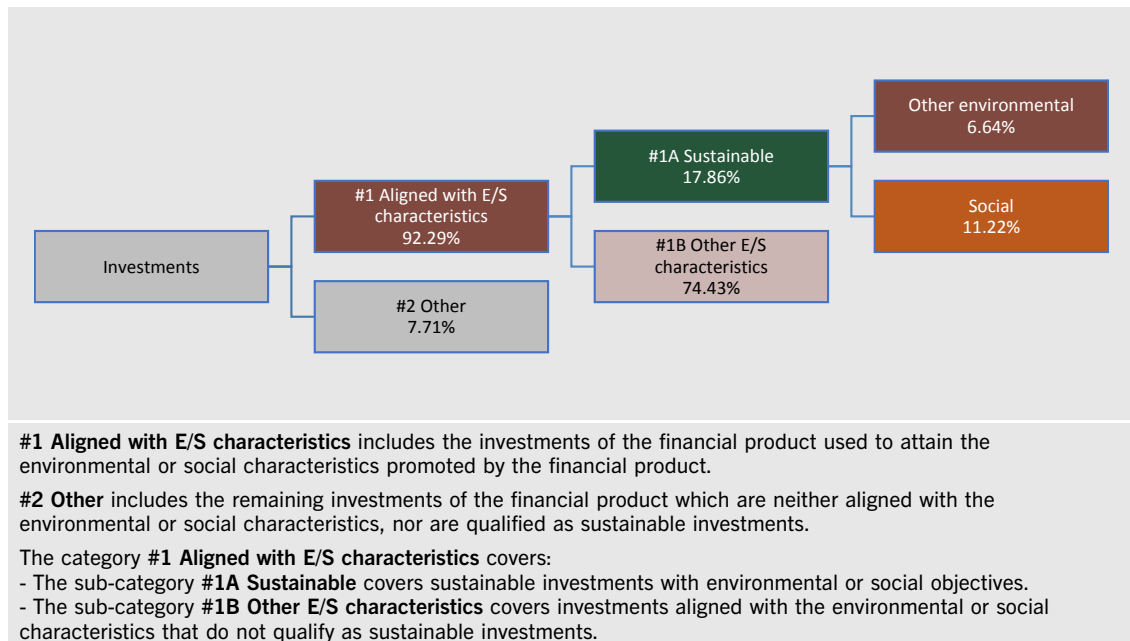 Investments
#1 Aligned with E/S
characteristics
92.29%
#2 Other
7.71%
#1A Sustainable
17.86%
#1B Other E/S
characteristics
74.43%
Other environmental
6.64%
Social
11.22%
#1 Aligned with E/S characteristics includes the investments of the financial product used to attain the
environmental or social characteristics promoted by the financial product.
#2 Other includes the remaining investments of the financial product which are neither aligned with the
environmental or social characteristics, nor are qualified as sustainable investments.
The category #1 Aligned with E/S characteristics covers:
- The sub-category #1A Sustainable covers sustainable investments with environmental or social objectives.
- The sub-category #1B Other E/S characteristics covers investments aligned with the environmental or social
characteristics that do not qualify as sustainable investments.